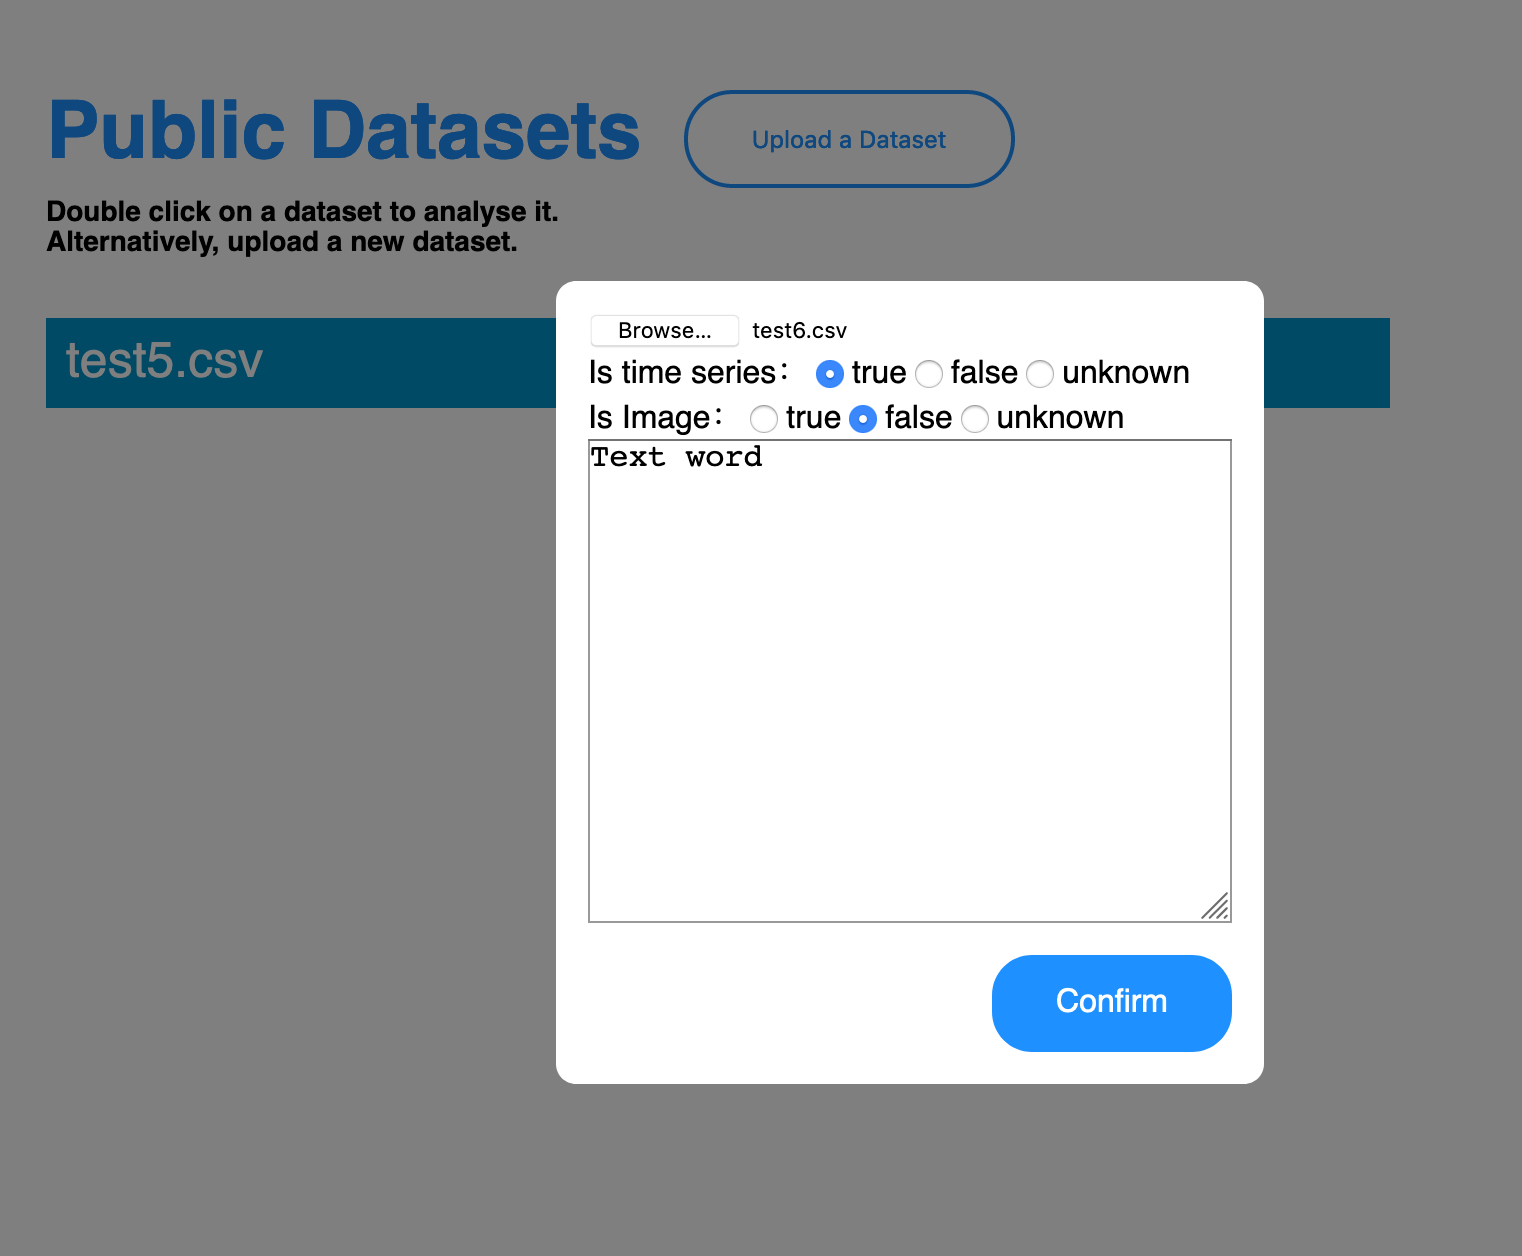 Public Datasets
Upload a Dataset
Double click on a dataset to analyse it.
Alternatively, upload a new dataset.
test5.csv
Browse... test6.csv
Is time series： true false unknown
Is Image： true false unknown
Text word
Confirm